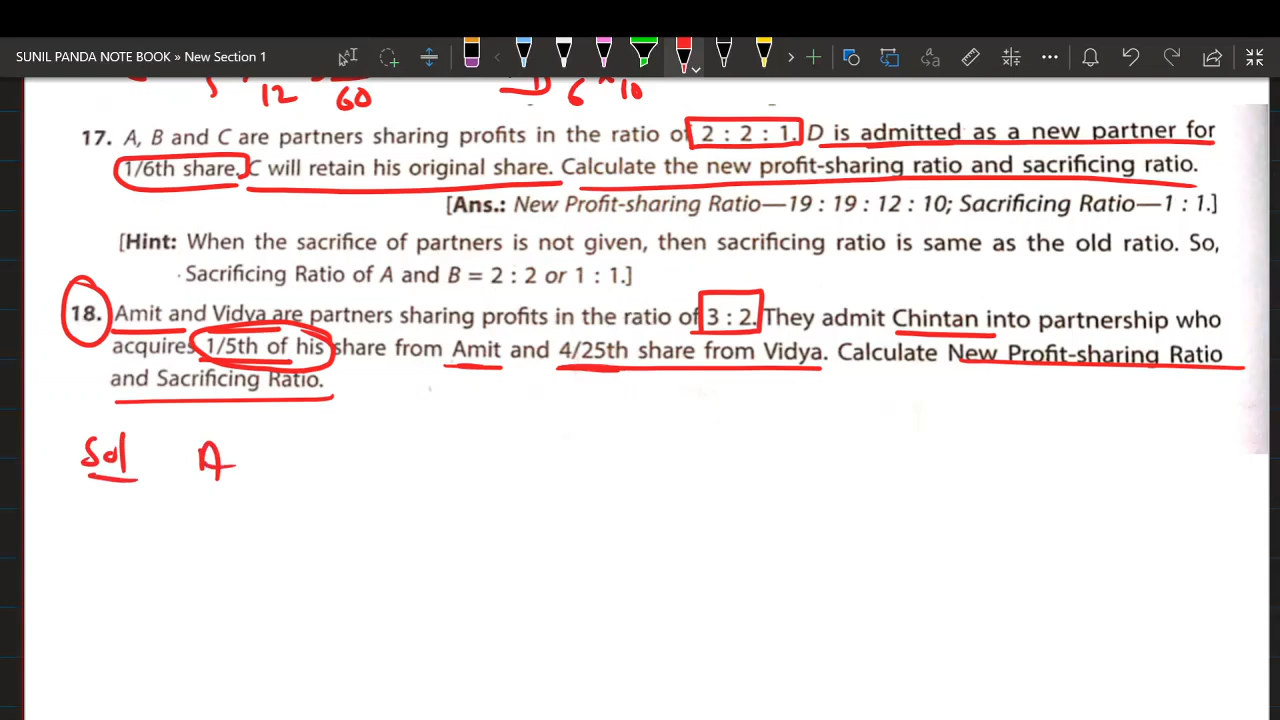 SUNIL PANDA NOTE BOOK » New Section 1
12 60 D 6 × 10
17. A, B and C are partners sharing profits in the ratio of 2 : 2 : 1. D is admitted as a new partner for
1/6th share. C will retain his original share. Calculate the new profit-sharing ratio and sacrificing ratio.
[Ans.: New Profit-sharing Ratio—19 : 19 : 12 : 10; Sacrificing Ratio—1 : 1.]
[Hint: When the sacrifice of partners is not given, then sacrificing ratio is same as the old ratio. So,
Sacrificing Ratio of A and B = 2 : 2 or 1 : 1.]
18. Amit and Vidya are partners sharing profits in the ratio of 3 : 2. They admit Chintan into partnership who
acquires 1/5th of his share from Amit and 4/25th share from Vidya. Calculate New Profit-sharing Ratio
and Sacrificing Ratio.
Sol A